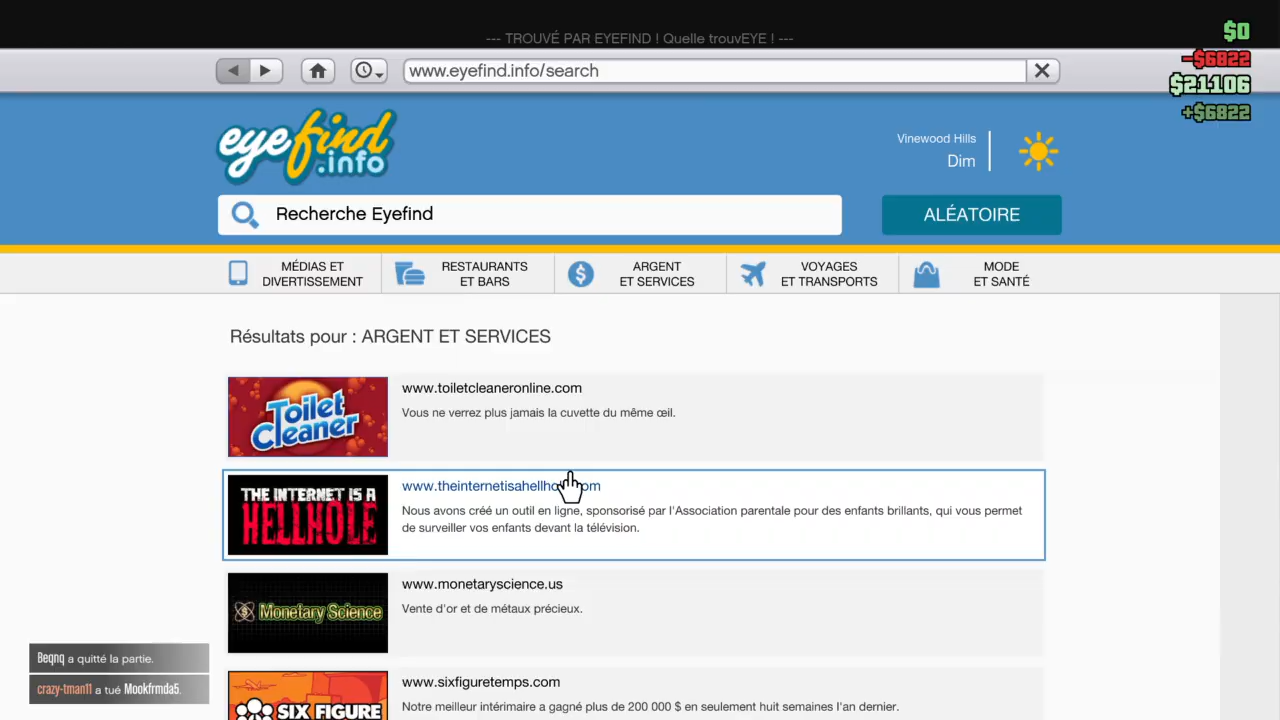 --- TROUVÉ PAR EYEFIND ! Quelle trouvEYE ! ---
$0
-$6822
$21106
+$6822
www.eyefind.info/search
eyefind
.info
Vinewood Hills
Dim
Recherche Eyefind
ALÉATOIRE
MÉDIAS ET
DIVERTISSEMENT
RESTAURANTS
ET BARS
ARGENT
ET SERVICES
VOYAGES
ET TRANSPORTS
MODE
ET SANTÉ
Résultats pour : ARGENT ET SERVICES
Toilet
Cleaner
www.toiletcleaneronline.com
Vous ne verrez plus jamais la cuvette du même œil.
THE INTERNET IS A
HELLHOLE
www.theinternetisahellhole.com
Nous avons créé un outil en ligne, sponsorisé par l'Association parentale pour des enfants brillants, qui vous permet
de surveiller vos enfants devant la télévision.
Monetary Science
www.monetaryscience.us
Vente d'or et de métaux précieux.
SIX FIGURE
www.sixfiguretemps.com
Notre meilleur intérimaire a gagné plus de 200 000 $ en seulement huit semaines l'an dernier.
Beqnq a quitté la partie.
crazy-tman11 a tué Mookfrmda5.